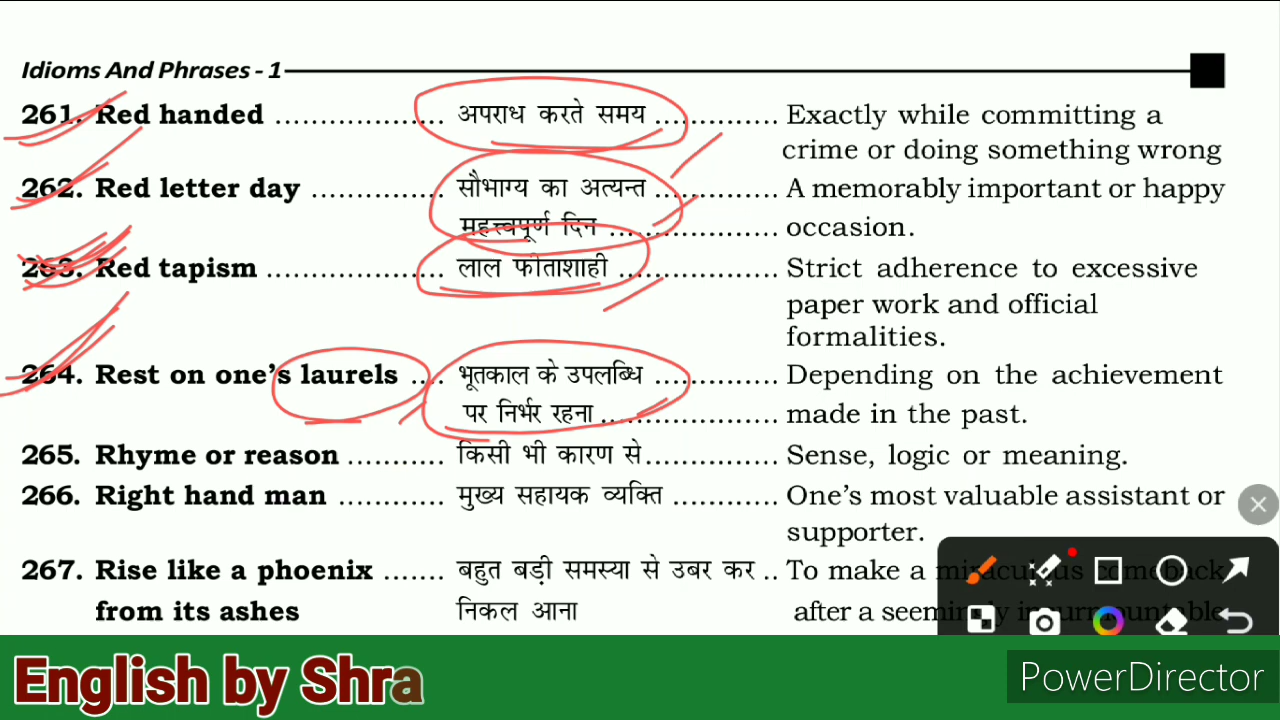 Idioms And Phrases - 1
261. Red handed ................... अपराध करते समय .............. Exactly while committing a
crime or doing something wrong
262. Red letter day ............... सौभाग्य का अत्यन्त .............. A memorably important or happy
महत्त्वपूर्ण दिन ................... occasion.
263. Red tapism .................... लाल फीताशाही .................. Strict adherence to excessive
paper work and official
formalities.
264. Rest on one's laurels .... भूतकाल के उपलब्धि .............. Depending on the achievement
पर निर्भर रहना .................... made in the past.
265. Rhyme or reason ........... किसी भी कारण से............... Sense, logic or meaning.
266. Right hand man ............ मुख्य सहायक व्यक्ति ............ One's most valuable assistant or
supporter.
267. Rise like a phoenix ....... बहुत बड़ी समस्या से उबर कर .. To make a miraculous comeback
from its ashes निकल आना after a seemingly insurmountable
English by Shra
PowerDirector